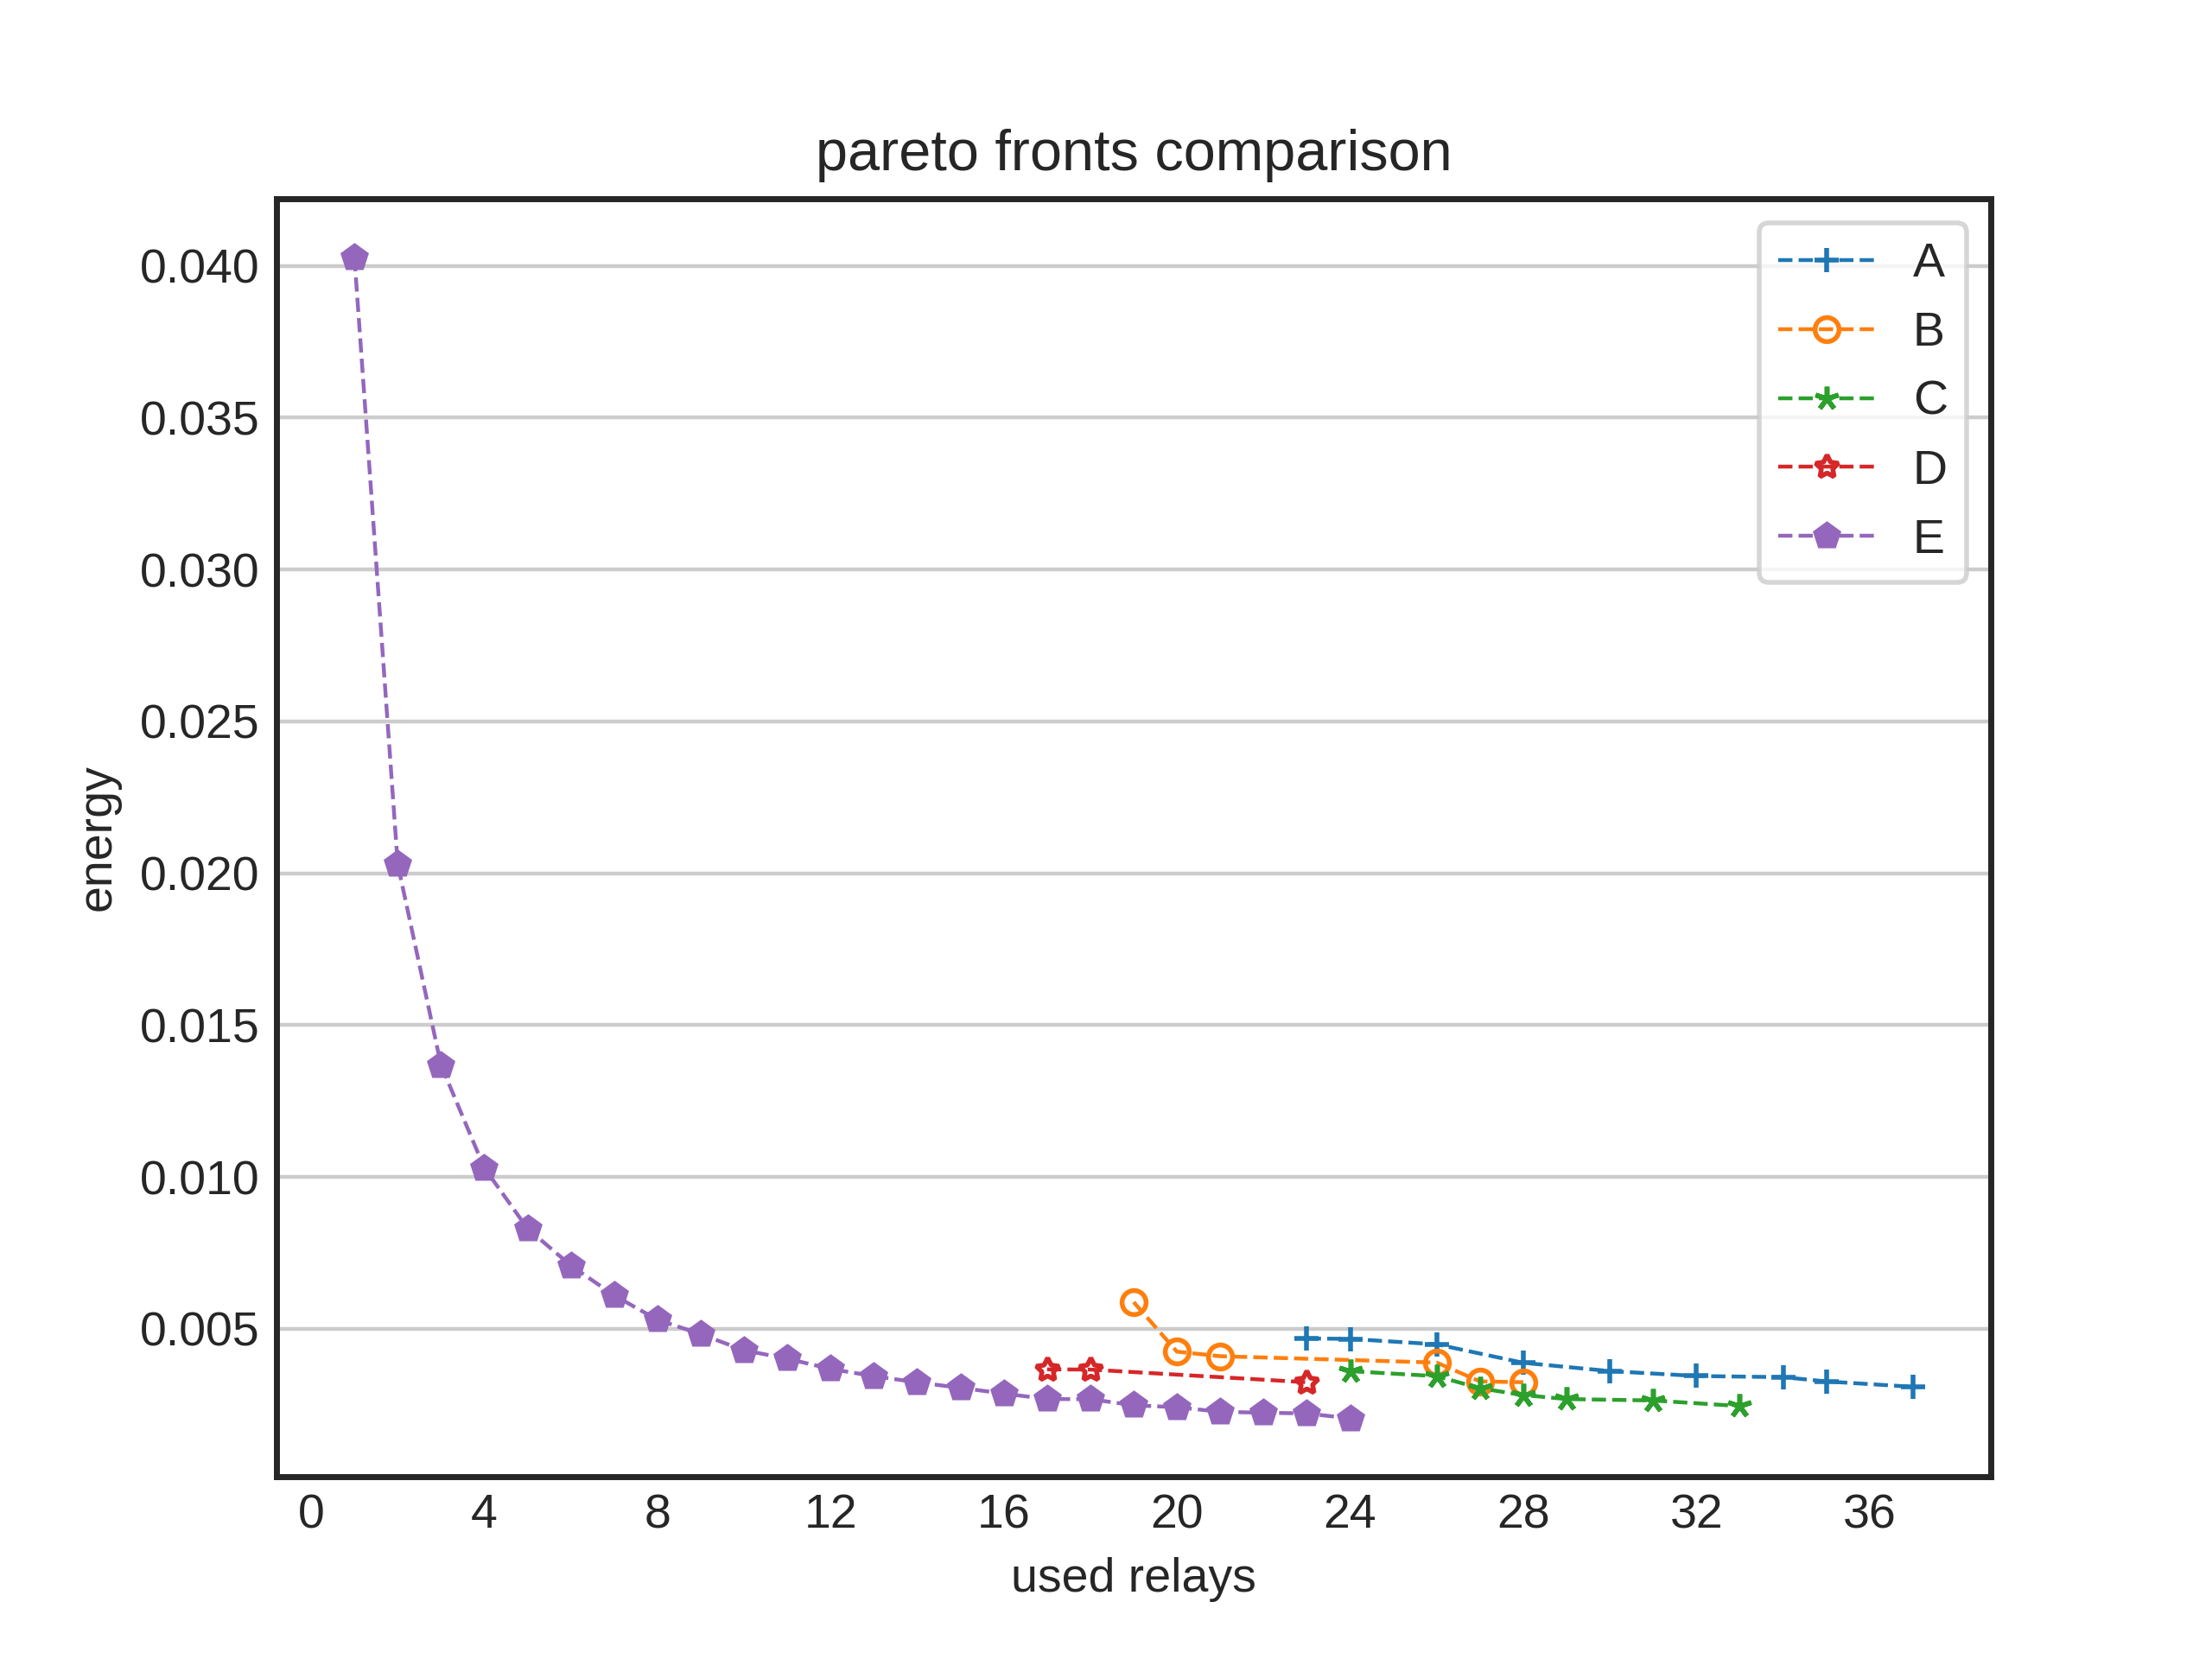 pareto fronts comparison
0.040
0.035
0.030
0.025
0.020
0.015
0.010
0.005
energy
A
B
C
D
E
0 4 8 12 16 20 24 28 32 36
used relays